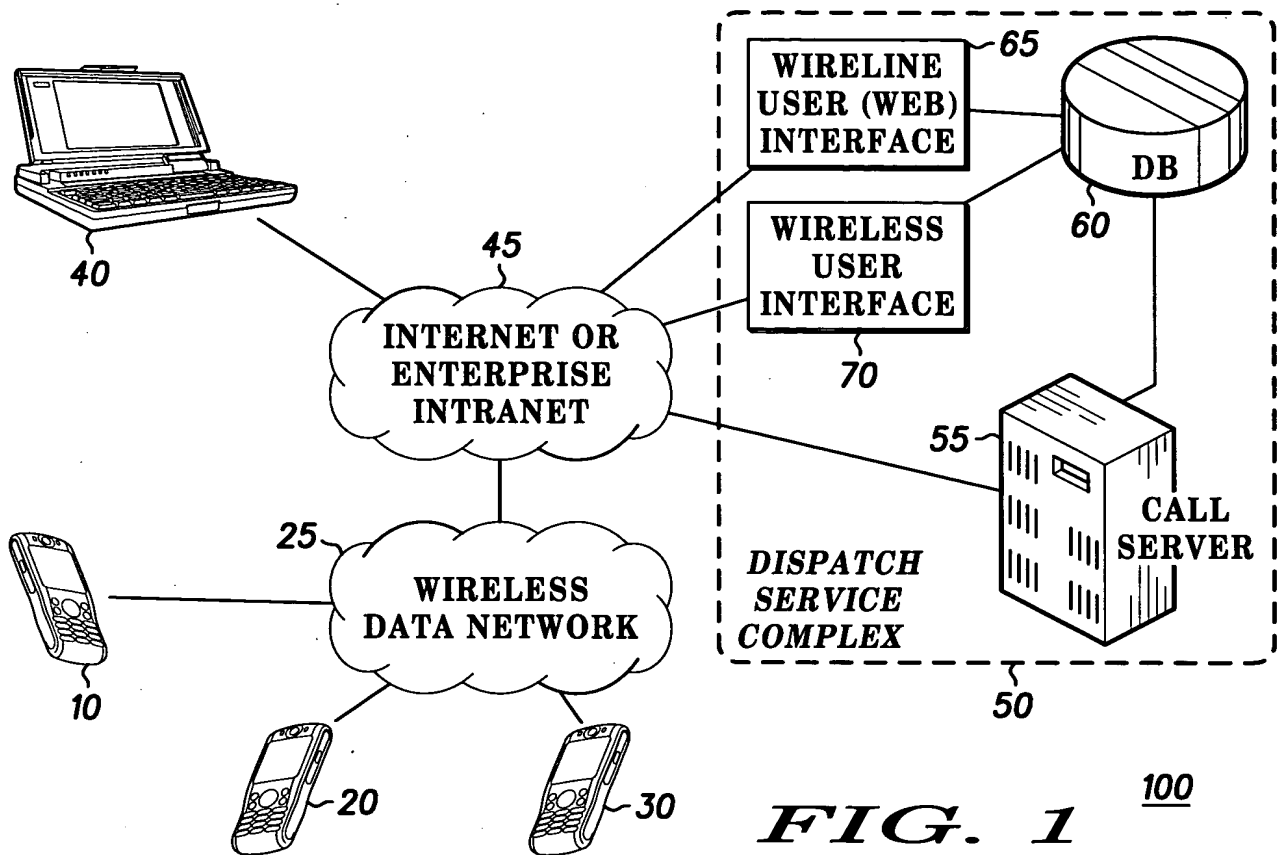 65
WIRELINE
USER (WEB)
INTERFACE
DB
60
40
45
WIRELESS
USER
INTERFACE
70
INTERNET OR
ENTERPRISE
INTRANET
55
CALL
SERVER
25
WIRELESS
DATA NETWORK
DISPATCH
SERVICE
COMPLEX
10
50
20
30
FIG. 1
100